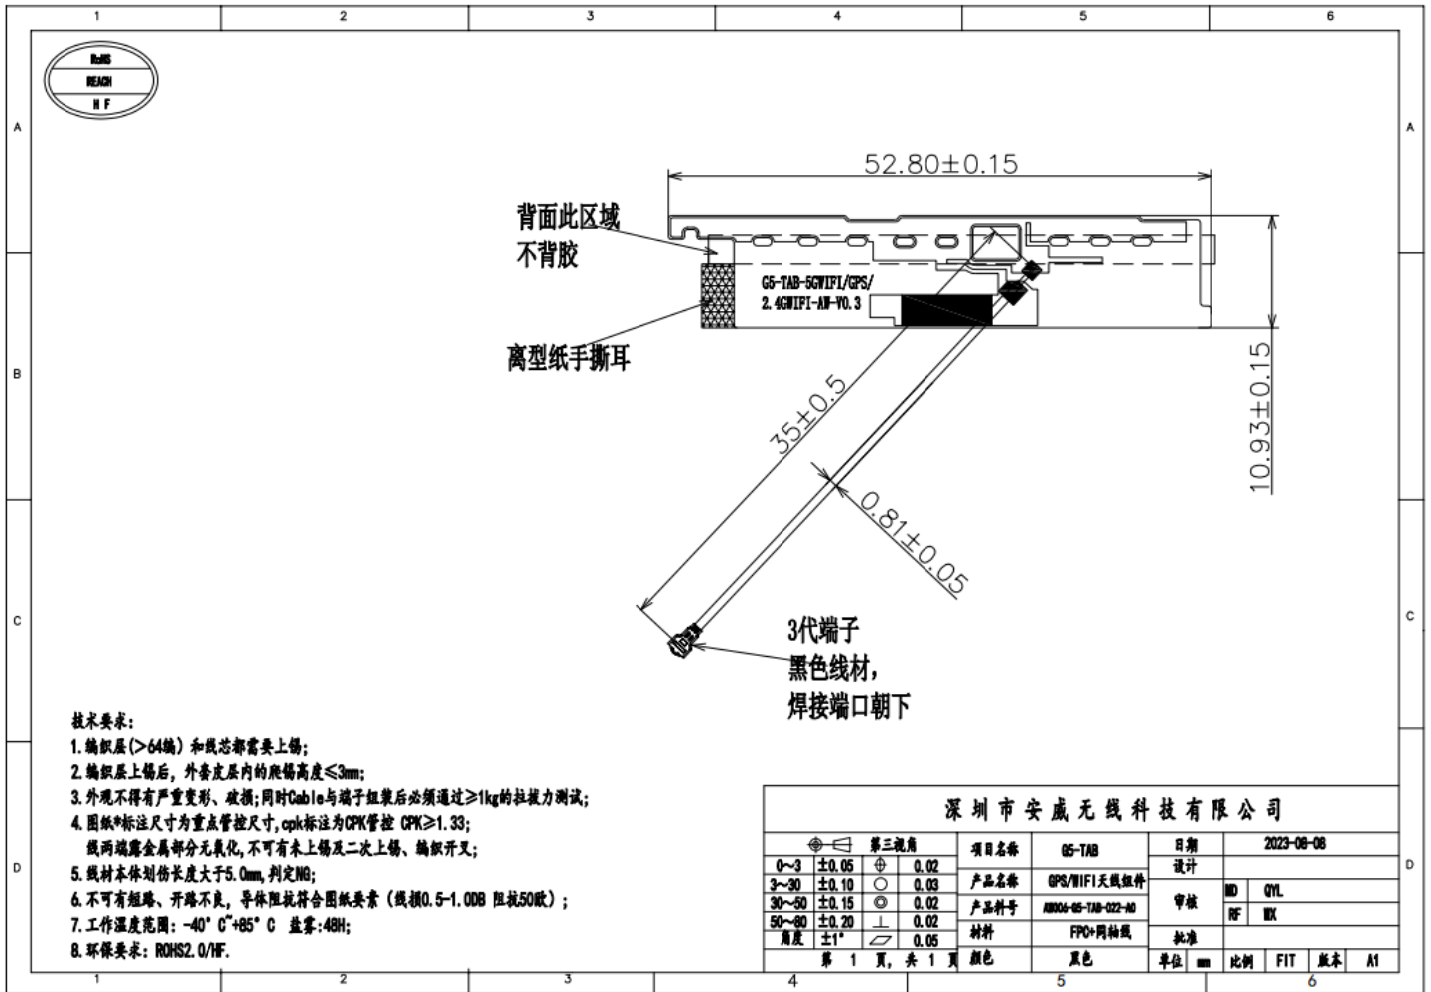 1 2 3 4 5 6
RoHS
REACH
H F
A
A
52.80±0.15
背面此区域
不背胶
G5-TAB-5GWIFI/GPS/
2.4GWIFI-AW-V0.3
离型纸手撕耳
B
B
10.93±0.15
35±0.5
0.81±0.05
C
C
3代端子
黑色线材，
焊接端口朝下
技术要求：
1.编织层(>64编）和线芯都需要上锡；
2.编织层上锡后，外套皮层内的爬锡高度≤3mm；
3.外观不得有严重变形、破损；同时Cable与端子组装后必须通过≥1kg的拉拔力测试；
4.图纸*标注尺寸为重点管控尺寸，cpk标注为CPK管控 CPK≥1.33；
线两端露金属部分无氧化，不可有未上锡及二次上锡、编织开叉；
5.线材本体划伤长度大于5.0mm，判定NG；
6.不可有短路、开路不良，导体阻抗符合图纸要素（线损0.5-1.0DB 阻抗50欧）；
7.工作温度范围：-40°C~+85°C 盐雾:48H；
8.环保要求：ROHS2.0/HF.
D
D
深圳市安威无线科技有限公司
第三视角
0~3 ±0.05 0.02
3~30 ±0.10 0.03
30~50 ±0.15 0.02
50~80 ±0.20 0.02
角度 ±1° 0.05
第 1 页，共 1 页
项目名称 G5-TAB
产品名称 GPS/WIFI天线组件
产品料号 AW006-G5-TAB-022-A0
材料 FPC+同轴线
颜色 黑色
日期 2023-08-08
设计
审核 MD QYL
RF WX
批准
单位 mm 比例 FIT 版本 A1
1 2 3 4 5 6